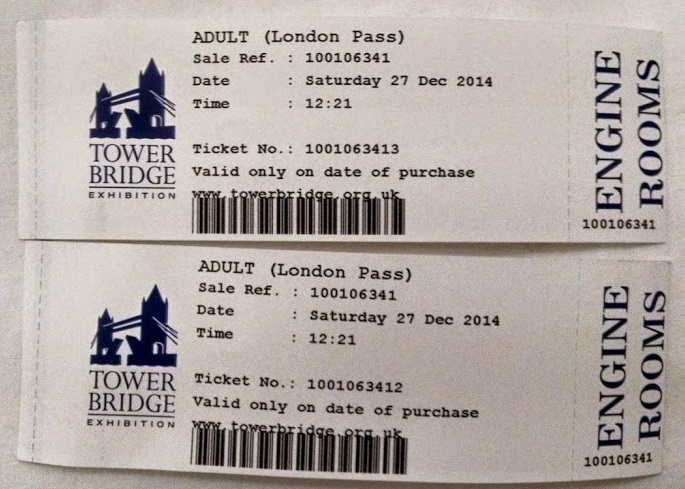 ADULT (London Pass)
Sale Ref. : 100106341
Date : Saturday 27 Dec 2014
Time : 12:21
Ticket No.: 1001063413
Valid only on date of purchase
www.towerbridge.org.uk
TOWER
BRIDGE
EXHIBITION
ENGINE
ROOMS
100106341
ADULT (London Pass)
Sale Ref. : 100106341
Date : Saturday 27 Dec 2014
Time : 12:21
Ticket No.: 1001063412
Valid only on date of purchase
www.towerbridge.org.uk
TOWER
BRIDGE
EXHIBITION
ENGINE
ROOMS
100106341